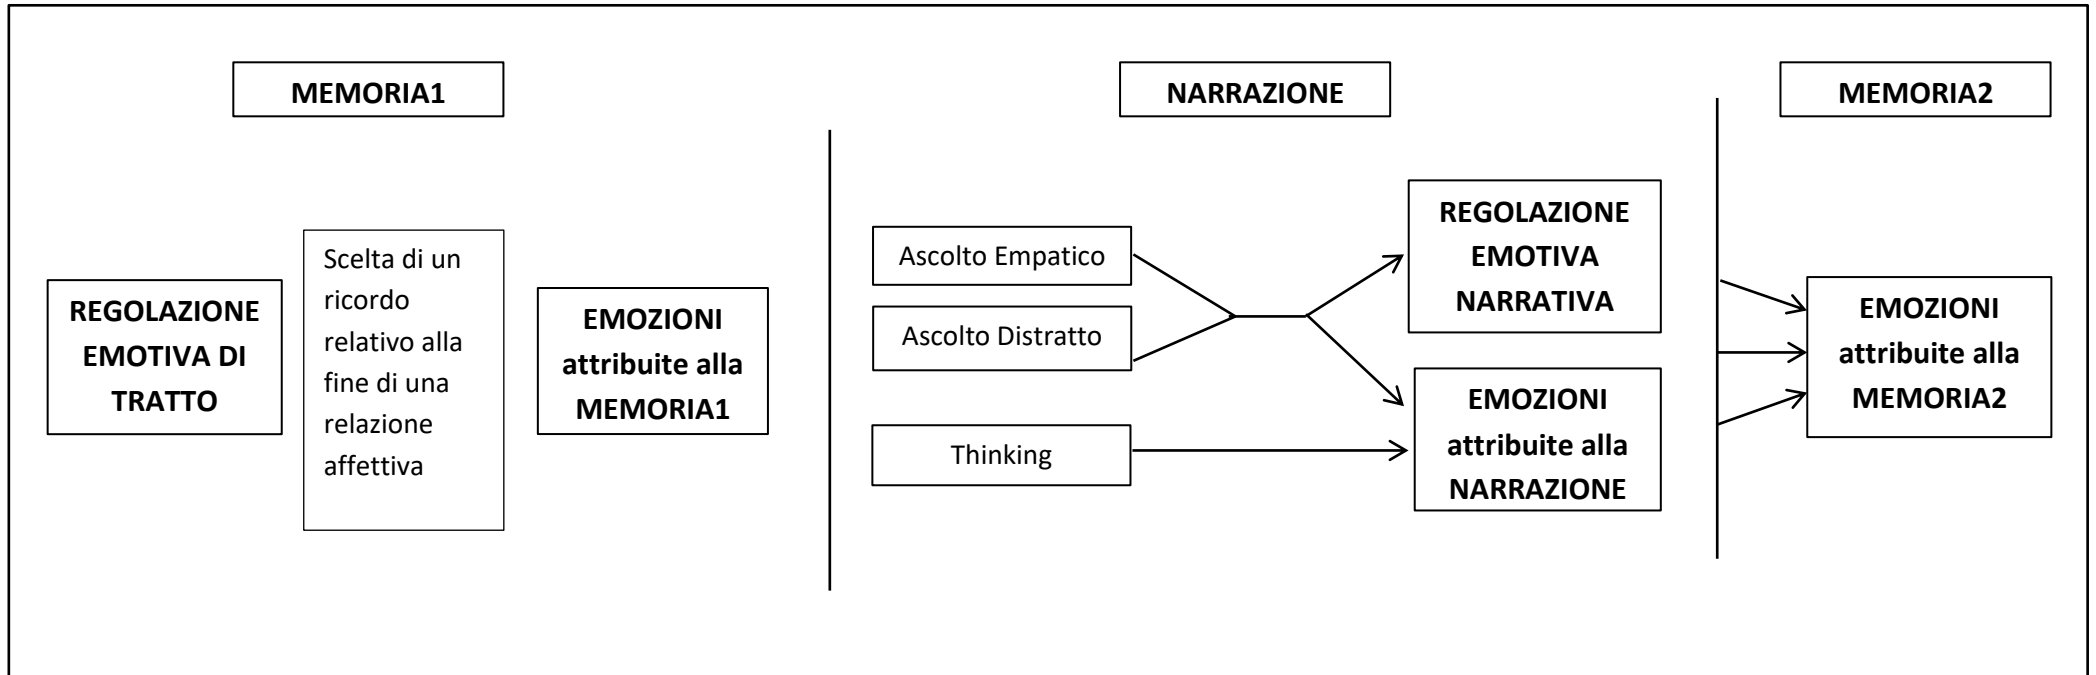 MEMORIA1
NARRAZIONE
MEMORIA2
REGOLAZIONE
EMOTIVA DI
TRATTO
Scelta di un
ricordo
relativo alla
fine di una
relazione
affettiva
EMOZIONI
attribuite alla
MEMORIA1
Ascolto Empatico
Ascolto Distratto
Thinking
REGOLAZIONE
EMOTIVA
NARRATIVA
EMOZIONI
attribuite alla
NARRAZIONE
EMOZIONI
attribuite alla
MEMORIA2